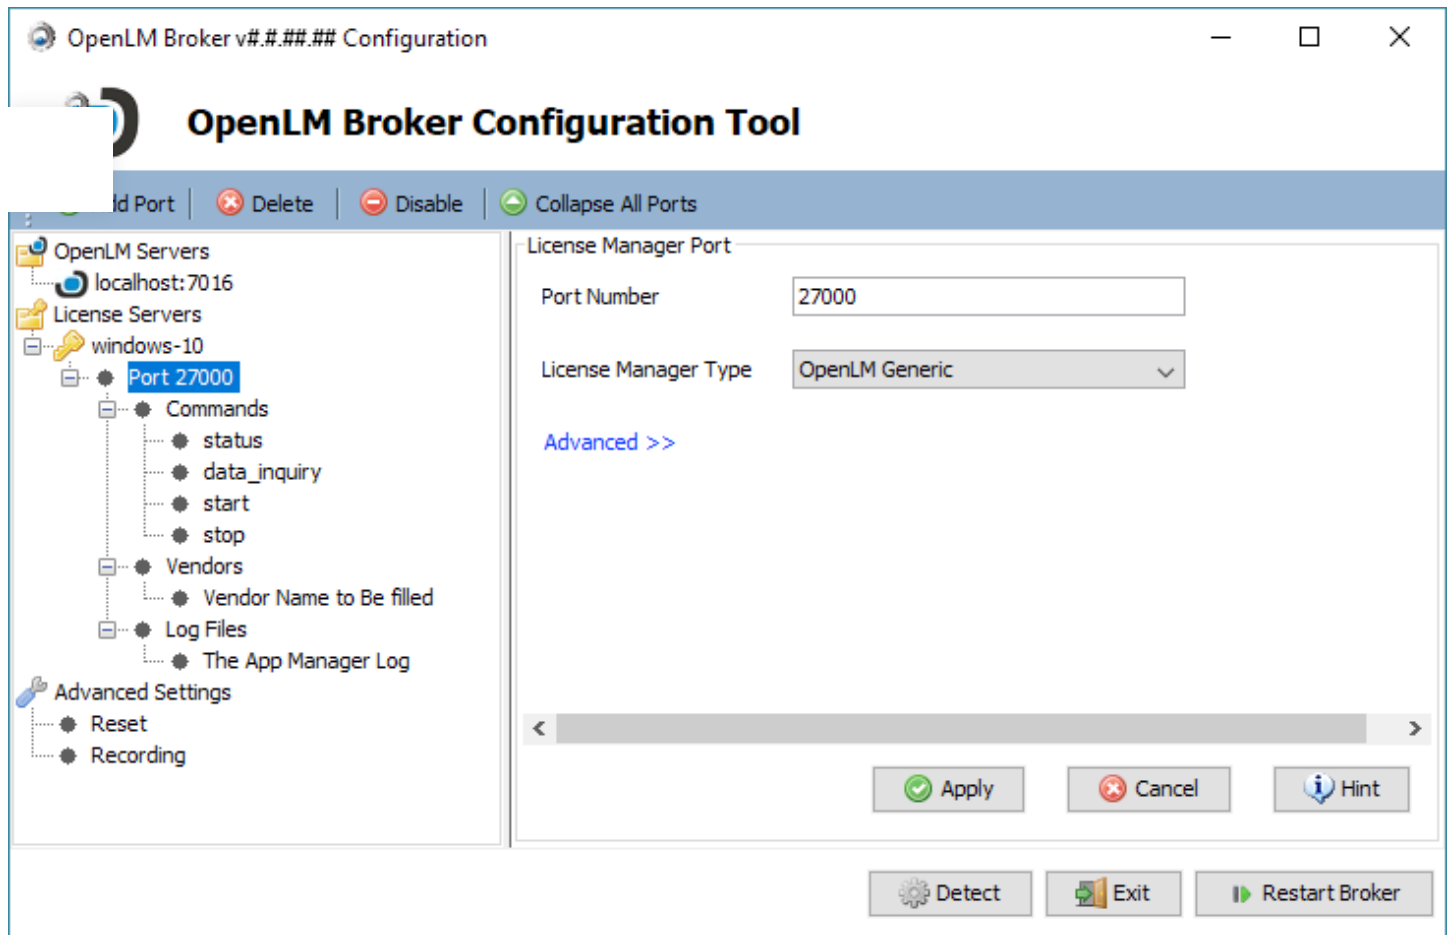 OpenLM Broker v#.#.##.## Configuration
OpenLM Broker Configuration Tool
Port Delete Disable Collapse All Ports
OpenLM Servers
localhost:7016
License Servers
windows-10
Port 27000
Commands
status
data_inquiry
start
stop
Vendors
Vendor Name to Be filled
Log Files
The App Manager Log
Advanced Settings
Reset
Recording
License Manager Port
Port Number 27000
License Manager Type OpenLM Generic
Advanced >>
Apply Cancel Hint
Detect Exit Restart Broker